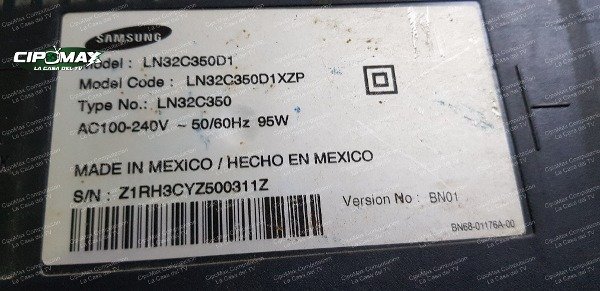 SAMSUNG
CIPOMAX
LA CASA DEL TV
Model : LN32C350D1
Model Code : LN32C350D1XZP
Type No.: LN32C350
AC100-240V ~ 50/60Hz 95W
MADE IN MEXICO / HECHO EN MEXICO
S/N : Z1RH3CYZ500311Z
Version No : BN01
BN68-01176A-00